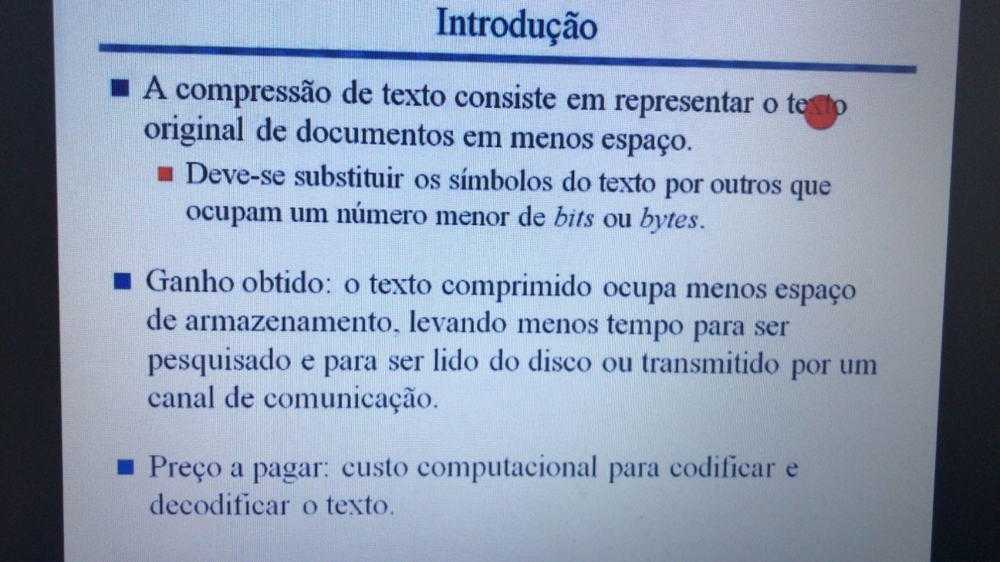 Introdução
A compressão de texto consiste em representar o texto
original de documentos em menos espaço.
Deve-se substituir os símbolos do texto por outros que
ocupam um número menor de bits ou bytes.
Ganho obtido: o texto comprimido ocupa menos espaço
de armazenamento, levando menos tempo para ser
pesquisado e para ser lido do disco ou transmitido por um
canal de comunicação.
Preço a pagar: custo computacional para codificar e
decodificar o texto.